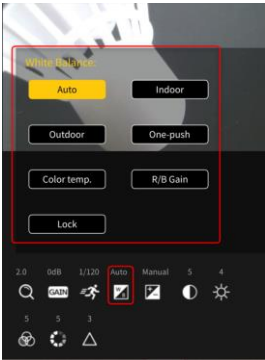 White Balance:
Auto Indoor
Outdoor One-push
Color temp. R/B Gain
Lock
2.0 0dB 1/120 Auto Manual 5 4
GAIN
5 5 3